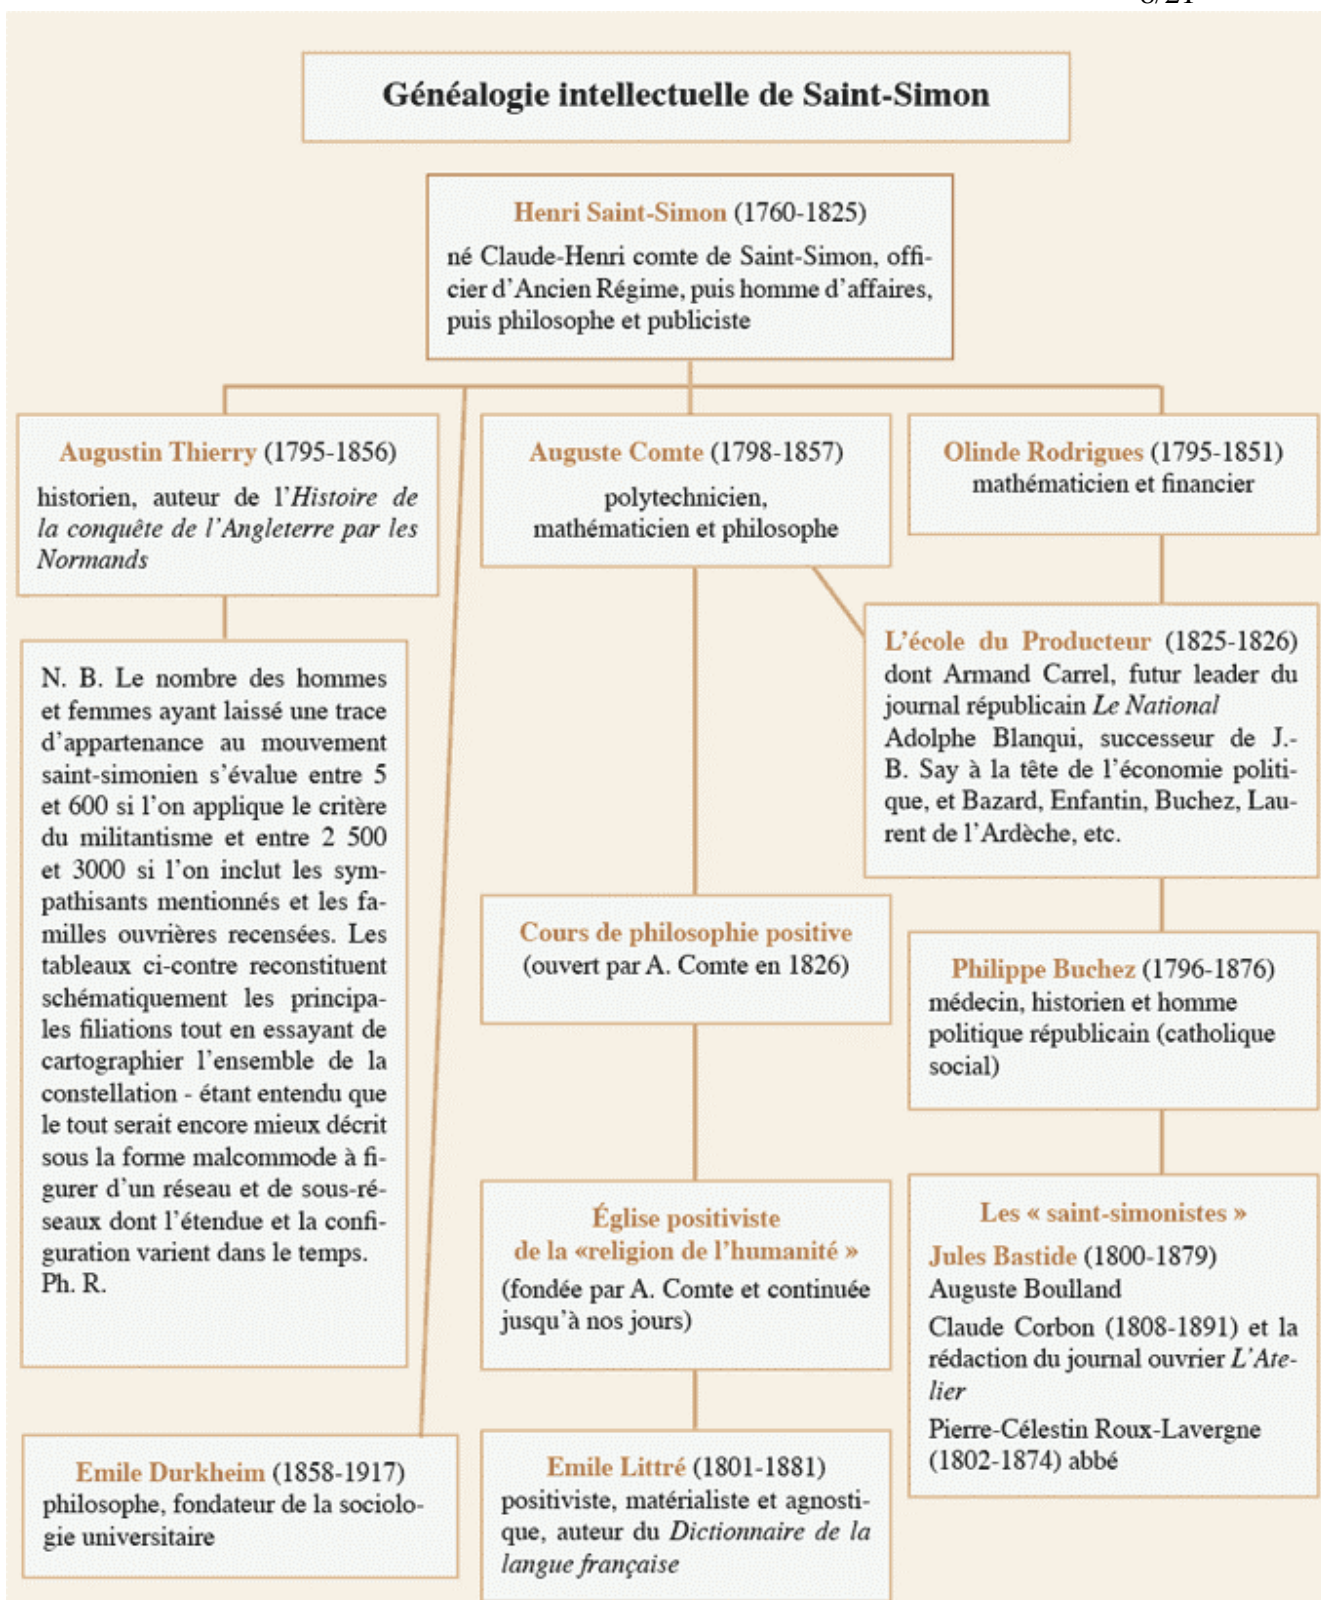 Généalogie intellectuelle de Saint-Simon
Henri Saint-Simon (1760-1825)
né Claude-Henri comte de Saint-Simon, offi-
cier d'Ancien Régime, puis homme d'affaires,
puis philosophe et publiciste
Augustin Thierry (1795-1856)
historien, auteur de l'Histoire de
la conquête de l'Angleterre par les
Normands
Auguste Comte (1798-1857)
polytechnicien,
mathématicien et philosophe
Olinde Rodrigues (1795-1851)
mathématicien et financier
N. B. Le nombre des hommes
et femmes ayant laissé une trace
d'appartenance au mouvement
saint-simonien s'évalue entre 5
et 600 si l'on applique le critère
du militantisme et entre 2 500
et 3000 si l'on inclut les sym-
pathisants mentionnés et les fa-
milles ouvrières recensées. Les
tableaux ci-contre reconstituent
schématiquement les principa-
les filiations tout en essayant de
cartographier l'ensemble de la
constellation - étant entendu que
le tout serait encore mieux décrit
sous la forme malcommode à fi-
gurer d'un réseau et de sous-ré-
seaux dont l'étendue et la confi-
guration varient dans le temps.
Ph. R.
L'école du Producteur (1825-1826)
dont Armand Carrel, futur leader du
journal républicain Le National
Adolphe Blanqui, successeur de J.-
B. Say à la tête de l'économie politi-
que, et Bazard, Enfantin, Buchez, Lau-
rent de l'Ardèche, etc.
Cours de philosophie positive
(ouvert par A. Comte en 1826)
Philippe Buchez (1796-1876)
médecin, historien et homme
politique républicain (catholique
social)
Église positiviste
de la «religion de l'humanité »
(fondée par A. Comte et continuée
jusqu'à nos jours)
Les « saint-simonistes »
Jules Bastide (1800-1879)
Auguste Boulland
Claude Corbon (1808-1891) et la
rédaction du journal ouvrier L'Ate-
lier
Pierre-Célestin Roux-Lavergne
(1802-1874) abbé
Emile Durkheim (1858-1917)
philosophe, fondateur de la sociolo-
gie universitaire
Emile Littré (1801-1881)
positiviste, matérialiste et agnosti-
que, auteur du Dictionnaire de la
langue française